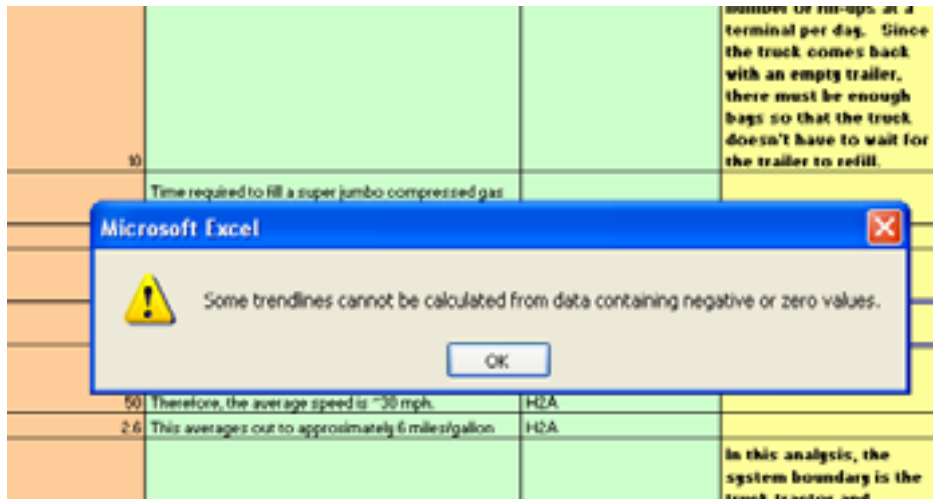 number of fill-ups at a
terminal per day. Since
the truck comes back
with an empty trailer,
there must be enough
bays so that the truck
doesn't have to wait for
the trailer to refill.
10
Time required to fill a super jumbo compressed gas
Microsoft Excel
Some trendlines cannot be calculated from data containing negative or zero values.
OK
50 Therefore, the average speed is ~30 mph. H2A
2.6 This averages out to approximately 6 miles/gallon H2A
In this analysis, the
system boundary is the
truck tractor and